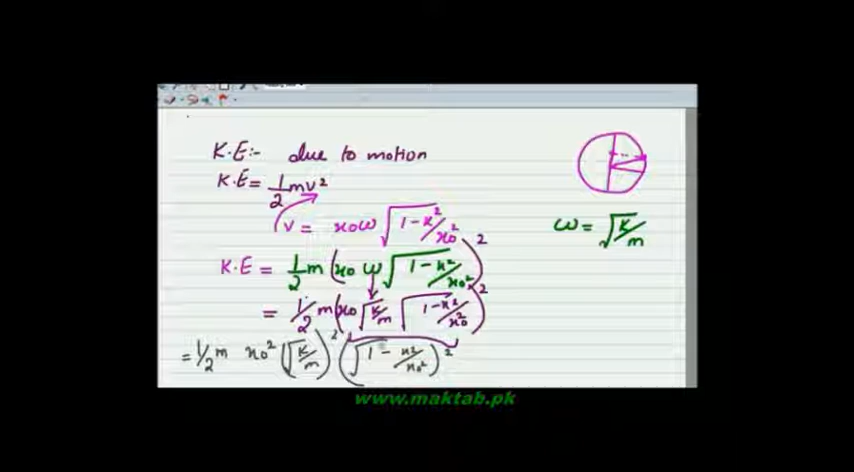 K.E:- due to motion
K.E = 1/2 mv²
v = x₀ω √(1-x²/x₀²)
ω = √(K/m)
K.E = 1/2 m (x₀ ω √(1-x²/x₀²))²
= 1/2 m (x₀ √(K/m) √(1-x²/x₀²))²
= 1/2 m x₀² (√(K/m))² (√(1-x²/x₀²))²
www.maktab.pk